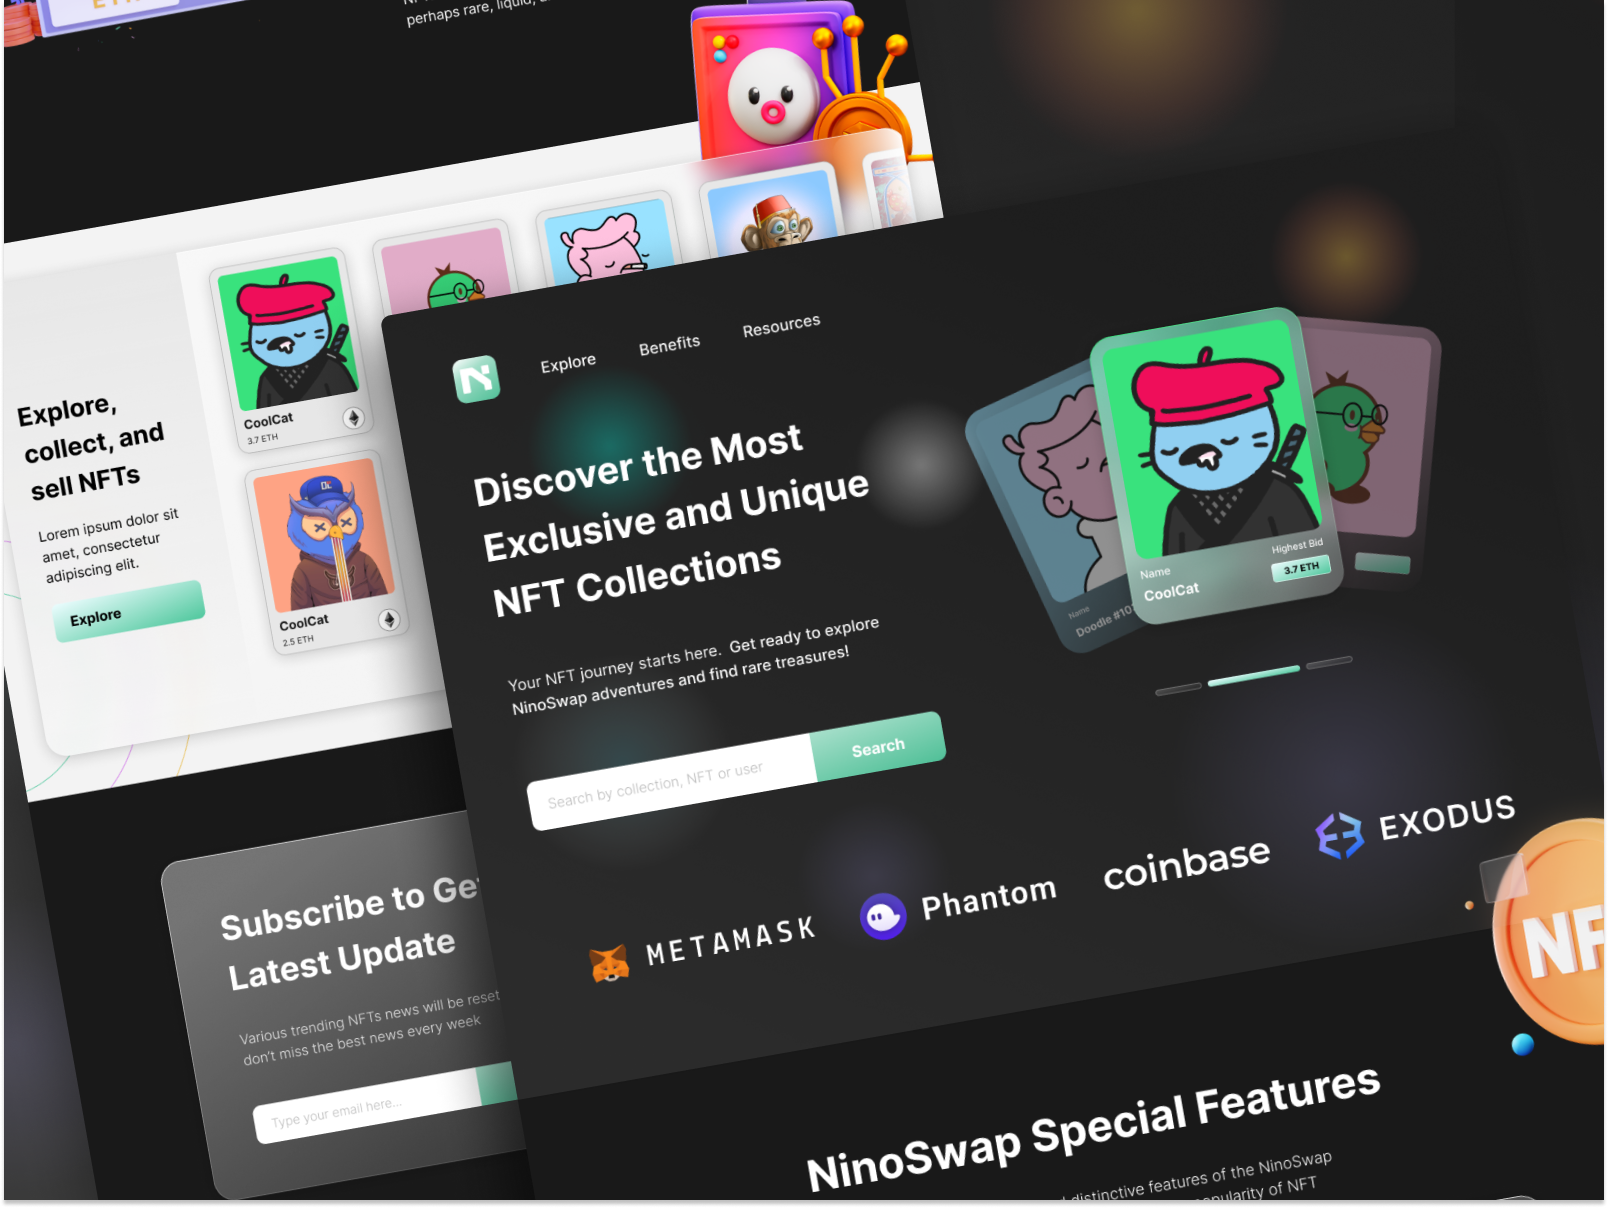 perhaps rare, liquid,
Explore,
collect, and
sell NFTs
Lorem ipsum dolor sit
amet, consectetur
adipiscing elit.
Explore
CoolCat
3.7 ETH
CoolCat
2.5 ETH
Explore
Benefits
Resources
Discover the Most
Exclusive and Unique
NFT Collections
Your NFT journey starts here. Get ready to explore
NinoSwap adventures and find rare treasures!
Search by collection, NFT or user
Search
Name
Doodle
Name
CoolCat
Highest Bid
3.7 ETH
METAMASK
Phantom
coinbase
EXODUS
Subscribe to Get
Latest Update
Various trending NFTs news will be reset
don't miss the best news every week
Type your email here...
NF
NinoSwap Special Features
distinctive features of the NinoSwap
of NFT